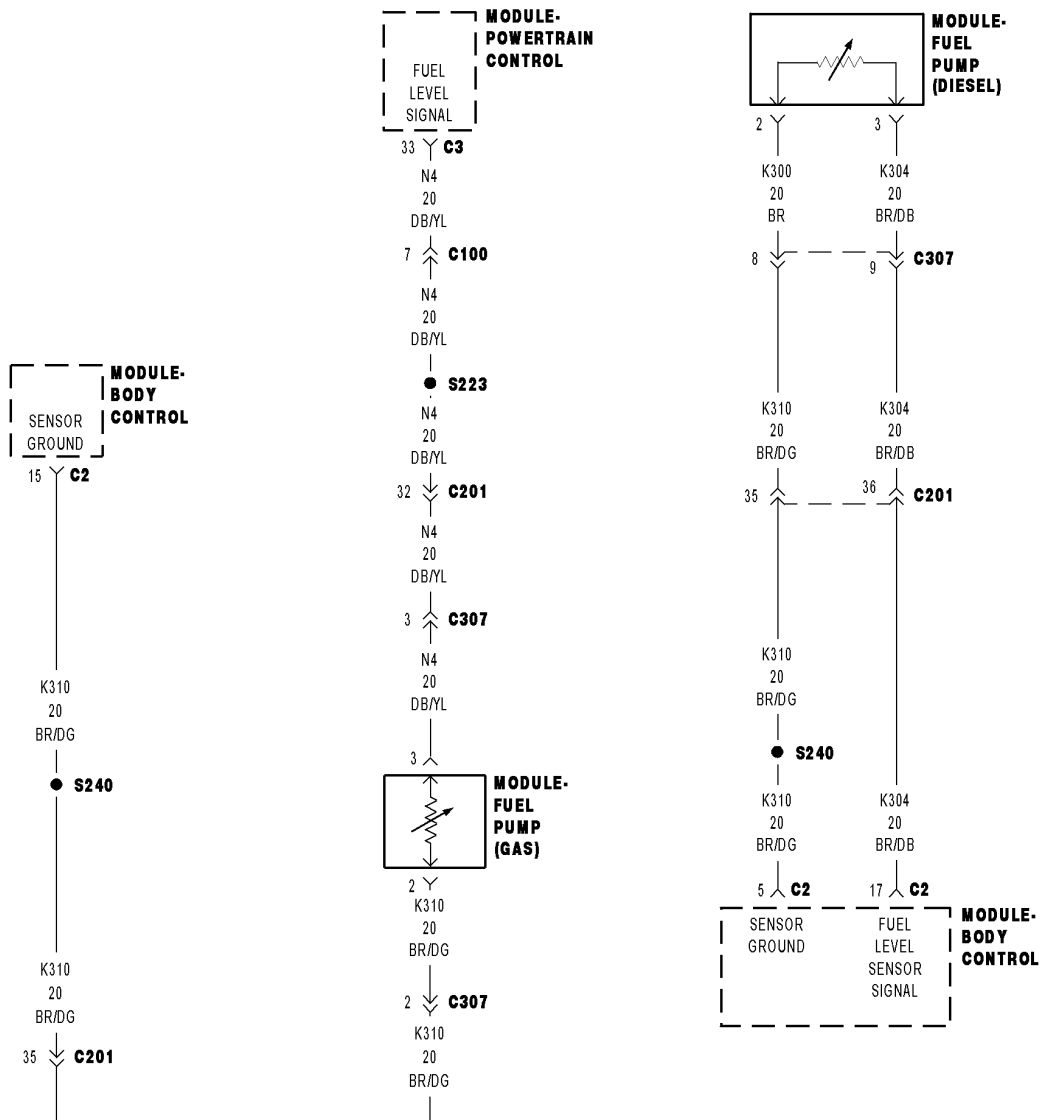 MODULE-
BODY
CONTROL
SENSOR
GROUND
15
C2
K310
20
BR/DG
S240
K310
20
BR/DG
35
C201
MODULE-
POWERTRAIN
CONTROL
FUEL
LEVEL
SIGNAL
33
C3
N4
20
DB/YL
7
C100
N4
20
DB/YL
S223
N4
20
DB/YL
32
C201
N4
20
DB/YL
3
C307
N4
20
DB/YL
3
MODULE-
FUEL
PUMP
(GAS)
2
K310
20
BR/DG
2
C307
K310
20
BR/DG
MODULE-
FUEL
PUMP
(DIESEL)
2
3
K300
20
BR
K304
20
BR/DB
8
9
C307
K310
20
BR/DG
K304
20
BR/DB
35
36
C201
K310
20
BR/DG
S240
K310
20
BR/DG
K304
20
BR/DB
5
C2
17
C2
SENSOR
GROUND
FUEL
LEVEL
SENSOR
SIGNAL
MODULE-
BODY
CONTROL